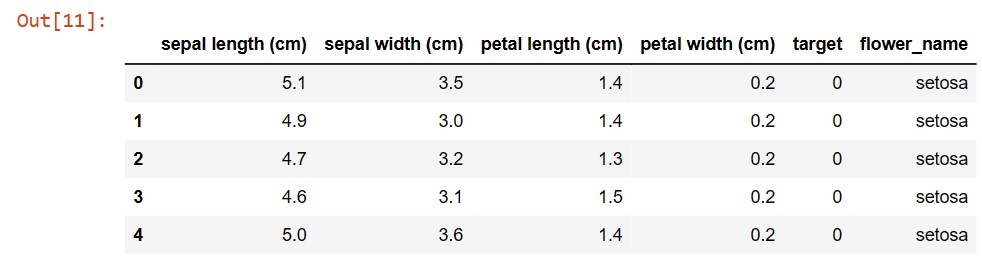 Out[11]:
sepal length (cm) sepal width (cm) petal length (cm) petal width (cm) target flower_name
0 5.1 3.5 1.4 0.2 0 setosa
1 4.9 3.0 1.4 0.2 0 setosa
2 4.7 3.2 1.3 0.2 0 setosa
3 4.6 3.1 1.5 0.2 0 setosa
4 5.0 3.6 1.4 0.2 0 setosa